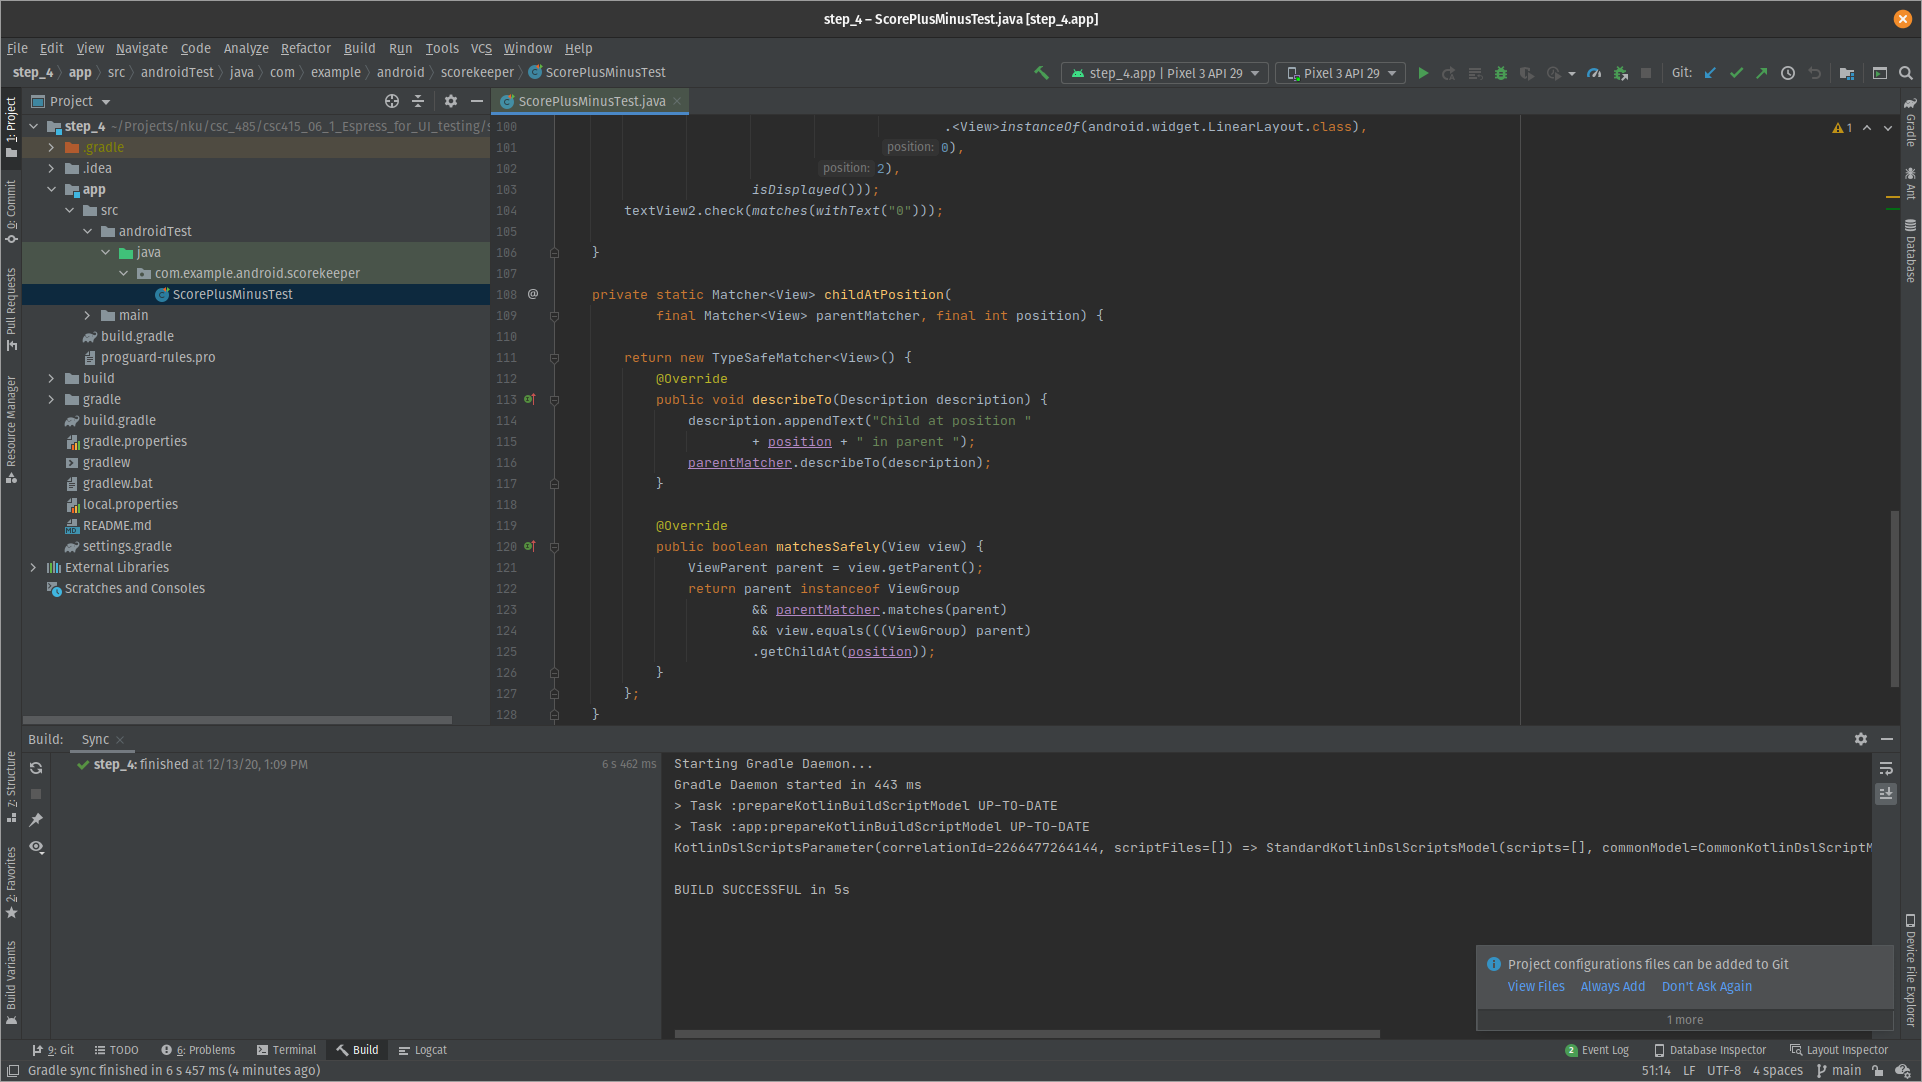 step_4 – ScorePlusMinusTest.java [step_4.app]
File Edit View Navigate Code Analyze Refactor Build Run Tools VCS Window Help
step_4 app src androidTest java com example android scorekeeper ScorePlusMinusTest
step_4.app | Pixel 3 API 29
Pixel 3 API 29
Git:
1: Project
0: Commit
Pull Requests
Resource Manager
Z: Structure
2: Favorites
Build Variants
Project
step_4 ~/Projects/nku/csc_485/csc415_06_1_Espress_for_UI_testing/s
.gradle
.idea
app
src
androidTest
java
com.example.android.scorekeeper
ScorePlusMinusTest
main
build.gradle
proguard-rules.pro
build
gradle
build.gradle
gradle.properties
gradlew
gradlew.bat
local.properties
README.md
settings.gradle
External Libraries
Scratches and Consoles
ScorePlusMinusTest.java
1
100 .<View>instanceOf(android.widget.LinearLayout.class),
101 position: 0),
102 position: 2),
103 isDisplayed()));
104 textView2.check(matches(withText("0")));
105
106 }
107
108 @ private static Matcher<View> childAtPosition(
109 final Matcher<View> parentMatcher, final int position) {
110
111 return new TypeSafeMatcher<View>() {
112 @Override
113 public void describeTo(Description description) {
114 description.appendText("Child at position "
115 + position + " in parent ");
116 parentMatcher.describeTo(description);
117 }
118
119 @Override
120 public boolean matchesSafely(View view) {
121 ViewParent parent = view.getParent();
122 return parent instanceof ViewGroup
123 && parentMatcher.matches(parent)
124 && view.equals(((ViewGroup) parent)
125 .getChildAt(position));
126 }
127 };
128 }
Gradle
Ant
Database
Device File Explorer
Build: Sync
step_4: finished at 12/13/20, 1:09 PM 6 s 462 ms
Starting Gradle Daemon...
Gradle Daemon started in 443 ms
> Task :prepareKotlinBuildScriptModel UP-TO-DATE
> Task :app:prepareKotlinBuildScriptModel UP-TO-DATE
KotlinDslScriptsParameter(correlationId=2266477264144, scriptFiles=[]) => StandardKotlinDslScriptsModel(scripts=[], commonModel=CommonKotlinDslScriptM
BUILD SUCCESSFUL in 5s
Project configurations files can be added to Git
View Files Always Add Don't Ask Again
1 more
9: Git TODO 6: Problems Terminal Build Logcat
2 Event Log Database Inspector Layout Inspector
Gradle sync finished in 6 s 457 ms (4 minutes ago)
51:14 LF UTF-8 4 spaces main